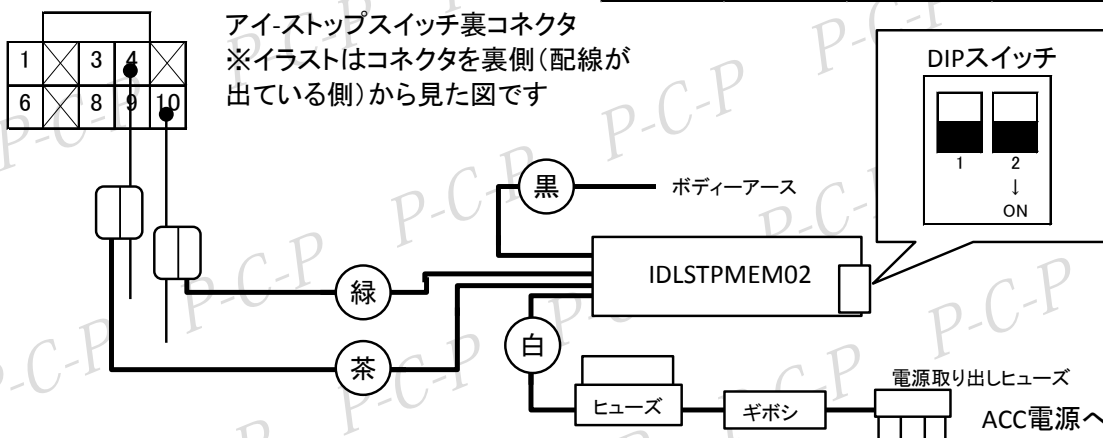 アイ-ストップスイッチ裏コネクタ
※イラストはコネクタを裏側（配線が
出ている側）から見た図です
1 3 4
6 8 9 10
DIPスイッチ
1 2
↓
ON
黒
ボディーアース
IDLSTPMEM02
緑
白
茶
電源取り出しヒューズ
ヒューズ
ギボシ
ACC電源へ
P-C-P
P-C-P
P-C-P
P-C-P
P-C-P
P-C-P
P-C-P
P-C-P
P-C-P
P-C-P